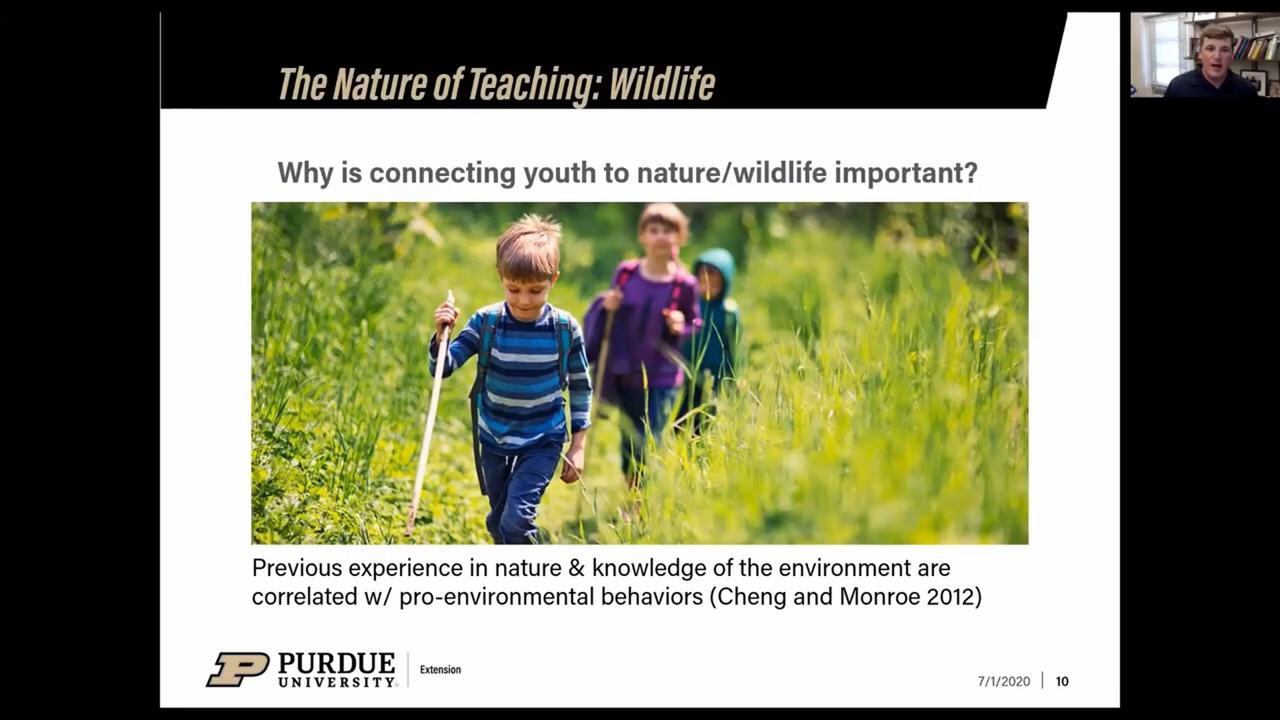 The Nature of Teaching: Wildlife
Why is connecting youth to nature/wildlife important?
Previous experience in nature & knowledge of the environment are
correlated w/ pro-environmental behaviors (Cheng and Monroe 2012)
P PURDUE
UNIVERSITY
Extension
7/1/2020 | 10